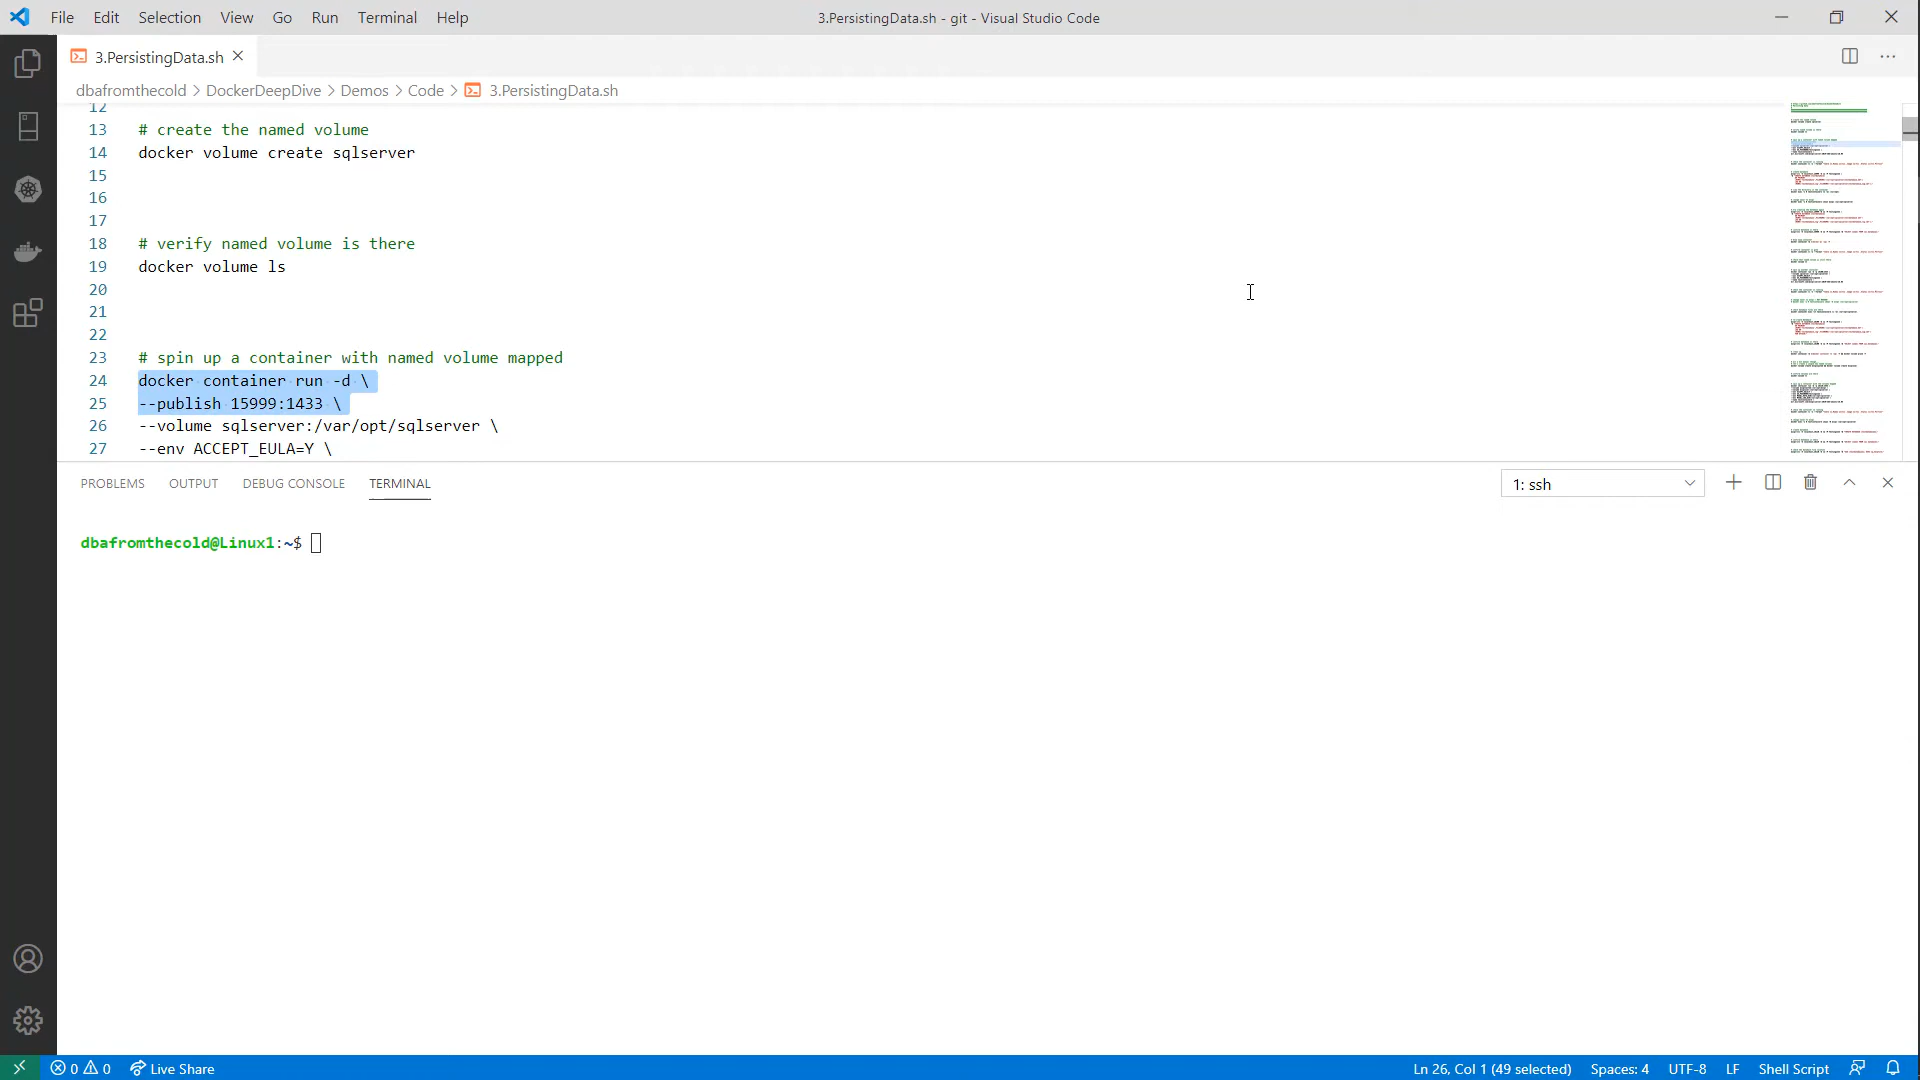 File Edit Selection View Go Run Terminal Help
3.PersistingData.sh - git - Visual Studio Code
3.PersistingData.sh
dbafromthecold > DockerDeepDive > Demos > Code > 3.PersistingData.sh
12
13 # create the named volume
14 docker volume create sqlserver
15
16
17
18 # verify named volume is there
19 docker volume ls
20
21
22
23 # spin up a container with named volume mapped
24 docker container run -d \
25 --publish 15999:1433 \
26 --volume sqlserver:/var/opt/sqlserver \
27 --env ACCEPT_EULA=Y \
PROBLEMS OUTPUT DEBUG CONSOLE TERMINAL
1: ssh
dbafromthecold@Linux1:~$
0 0 Live Share
Ln 26, Col 1 (49 selected) Spaces: 4 UTF-8 LF Shell Script